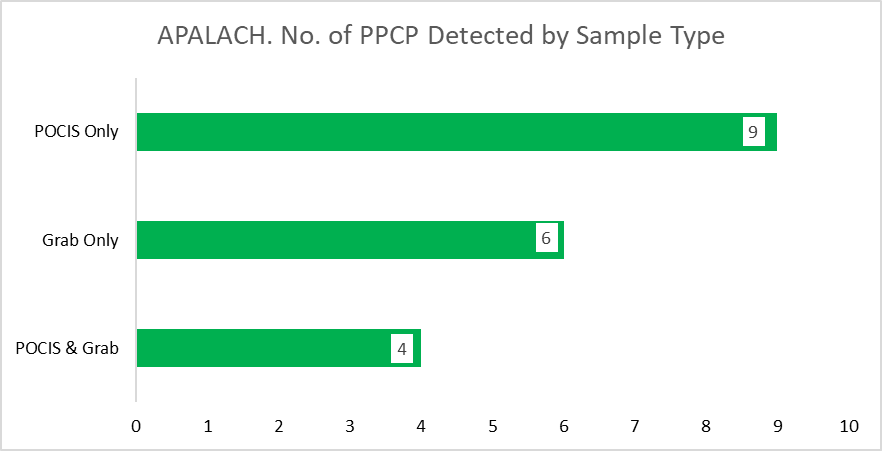 APALACH. No. of PPCP Detected by Sample Type
POCIS Only
9
Grab Only
6
POCIS & Grab
4
0 1 2 3 4 5 6 7 8 9 10